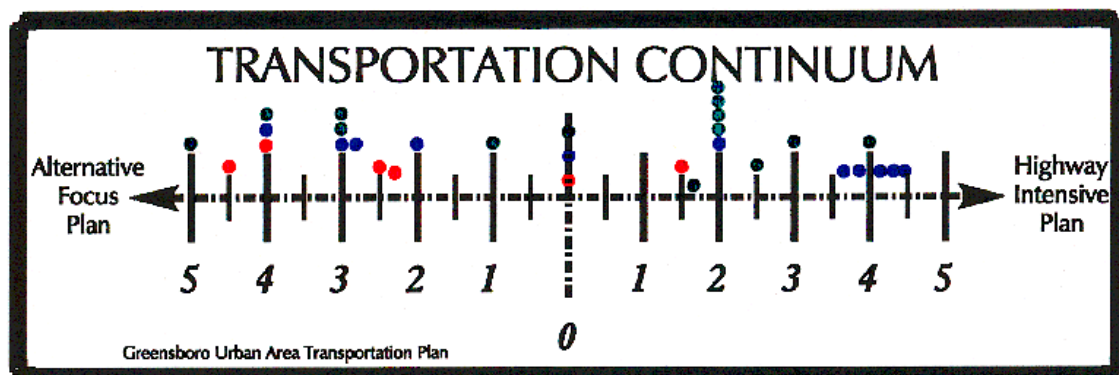 TRANSPORTATION CONTINUUM
Alternative
Focus
Plan
Highway
Intensive
Plan
5 4 3 2 1 1 2 3 4 5
0
Greensboro Urban Area Transportation Plan